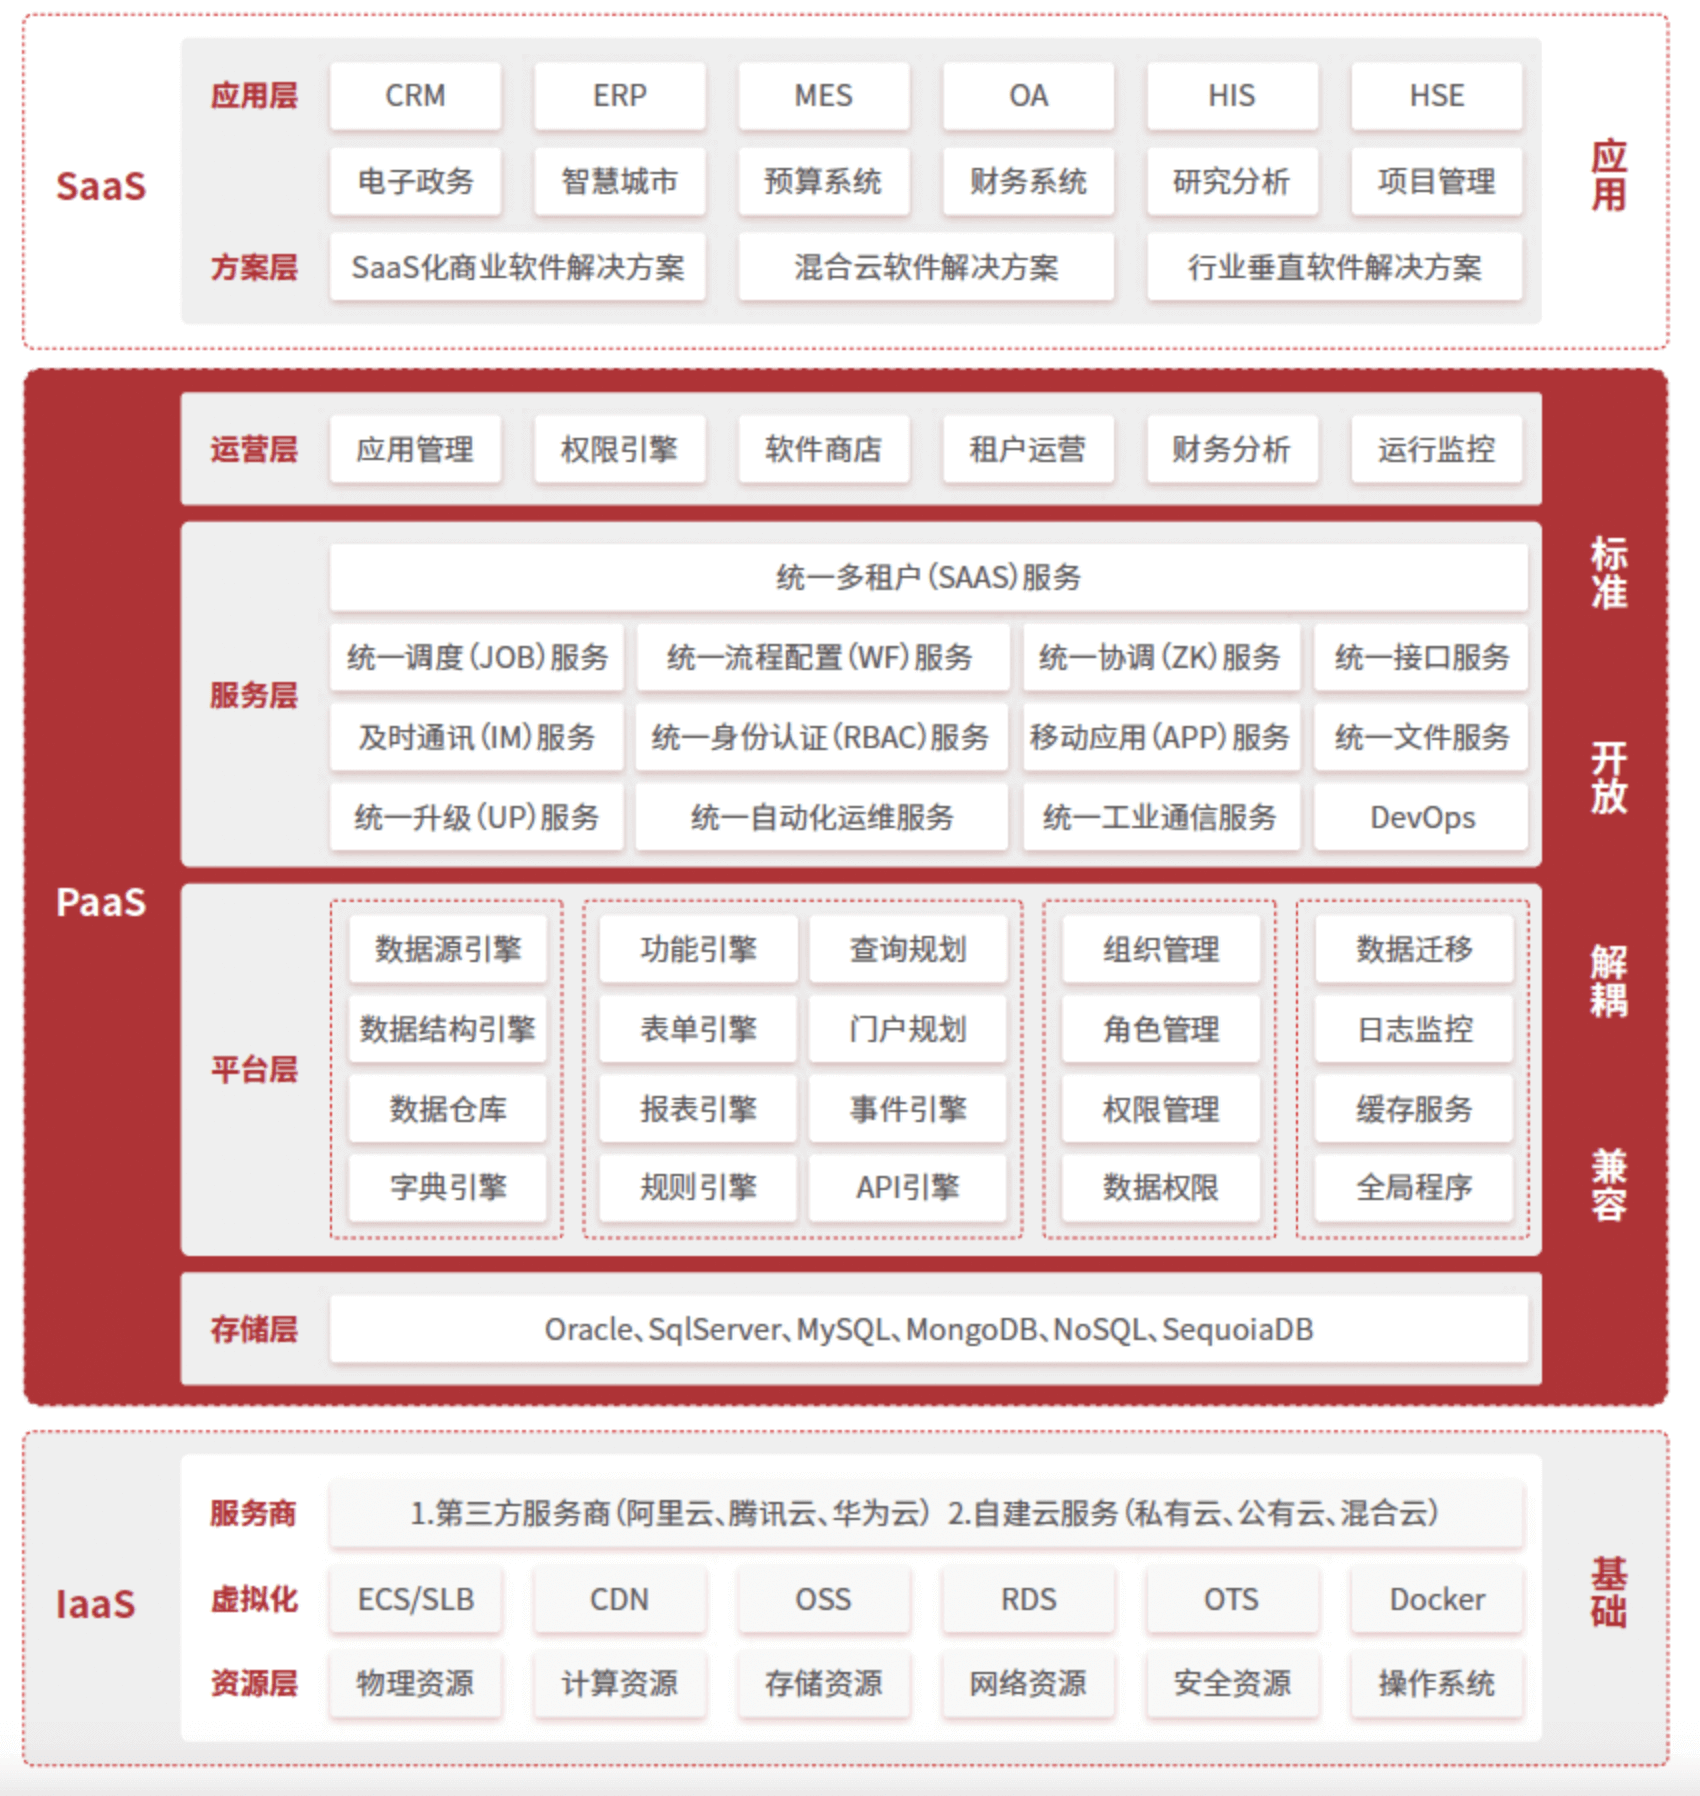 SaaS
应用层
CRM
ERP
MES
OA
HIS
HSE
电子政务
智慧城市
预算系统
财务系统
研究分析
项目管理
方案层
SaaS化商业软件解决方案
混合云软件解决方案
行业垂直软件解决方案
应用
PaaS
运营层
应用管理
权限引擎
软件商店
租户运营
财务分析
运行监控
服务层
统一多租户(SAAS)服务
统一调度(JOB)服务
统一流程配置(WF)服务
统一协调(ZK)服务
统一接口服务
及时通讯(IM)服务
统一身份认证(RBAC)服务
移动应用(APP)服务
统一文件服务
统一升级(UP)服务
统一自动化运维服务
统一工业通信服务
DevOps
平台层
数据源引擎
数据结构引擎
数据仓库
字典引擎
功能引擎
查询规划
表单引擎
门户规划
报表引擎
事件引擎
规则引擎
API引擎
组织管理
角色管理
权限管理
数据权限
数据迁移
日志监控
缓存服务
全局程序
存储层
Oracle、SqlServer、MySQL、MongoDB、NoSQL、SequoiaDB
标准
开放
解耦
兼容
IaaS
服务商
1.第三方服务商(阿里云、腾讯云、华为云) 2.自建云服务(私有云、公有云、混合云)
虚拟化
ECS/SLB
CDN
OSS
RDS
OTS
Docker
资源层
物理资源
计算资源
存储资源
网络资源
安全资源
操作系统
基础